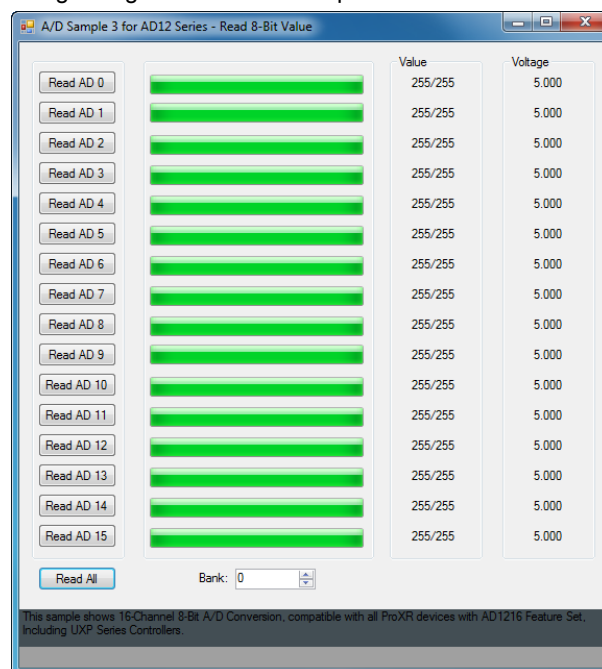 A/D Sample 3 for AD12 Series - Read 8-Bit Value
Value Voltage
Read AD 0 255/255 5.000
Read AD 1 255/255 5.000
Read AD 2 255/255 5.000
Read AD 3 255/255 5.000
Read AD 4 255/255 5.000
Read AD 5 255/255 5.000
Read AD 6 255/255 5.000
Read AD 7 255/255 5.000
Read AD 8 255/255 5.000
Read AD 9 255/255 5.000
Read AD 10 255/255 5.000
Read AD 11 255/255 5.000
Read AD 12 255/255 5.000
Read AD 13 255/255 5.000
Read AD 14 255/255 5.000
Read AD 15 255/255 5.000
Read All Bank: 0
This sample shows 16-Channel 8-Bit A/D Conversion, compatible with all ProXR devices with AD1216 Feature Set,
Including UXP Series Controllers.